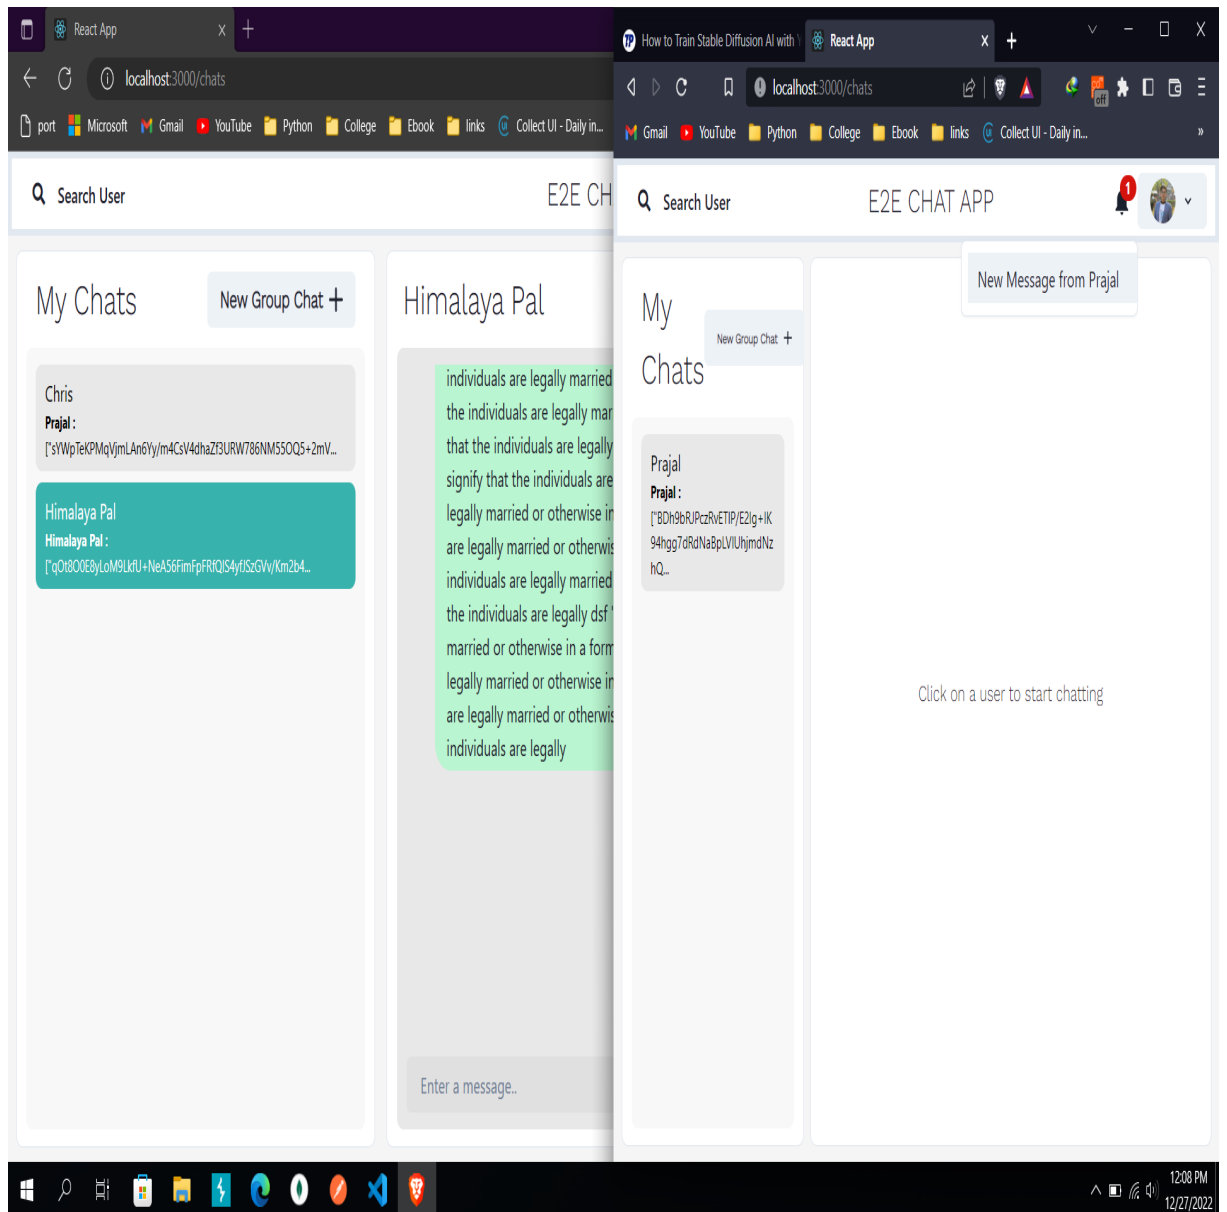 React App
localhost:3000/chats
port Microsoft Gmail YouTube Python College Ebook links Collect UI - Daily in...
Search User
E2E CH
My Chats
New Group Chat +
Chris
Prajal :
["sYWpTeKPMqVjmLAn6Yy/m4CsV4dhaZf3URW786NM55OQ5+2mV...
Himalaya Pal
Himalaya Pal :
["qOt8O0E8yLoM9LkfU+NeA56FimFpFRfQIS4yfJSzGVv/Km2b4...
Himalaya Pal
individuals are legally married
the individuals are legally mar
that the individuals are legally
signify that the individuals are
legally married or otherwise in
are legally married or otherwis
individuals are legally married
the individuals are legally dsf '
married or otherwise in a form
legally married or otherwise in
are legally married or otherwis
individuals are legally
Enter a message..
How to Train Stable Diffusion AI with Y
React App
localhost:3000/chats
off
Gmail YouTube Python College Ebook links Collect UI - Daily in...
Search User
E2E CHAT APP
1
New Message from Prajal
My
Chats
New Group Chat +
Prajal
Prajal :
["BDh9bRJPczRvETIP/E2Ig+IK
94hgg7dRdNaBpLVIUhjmdNz
hQ...
Click on a user to start chatting
12:08 PM
12/27/2022